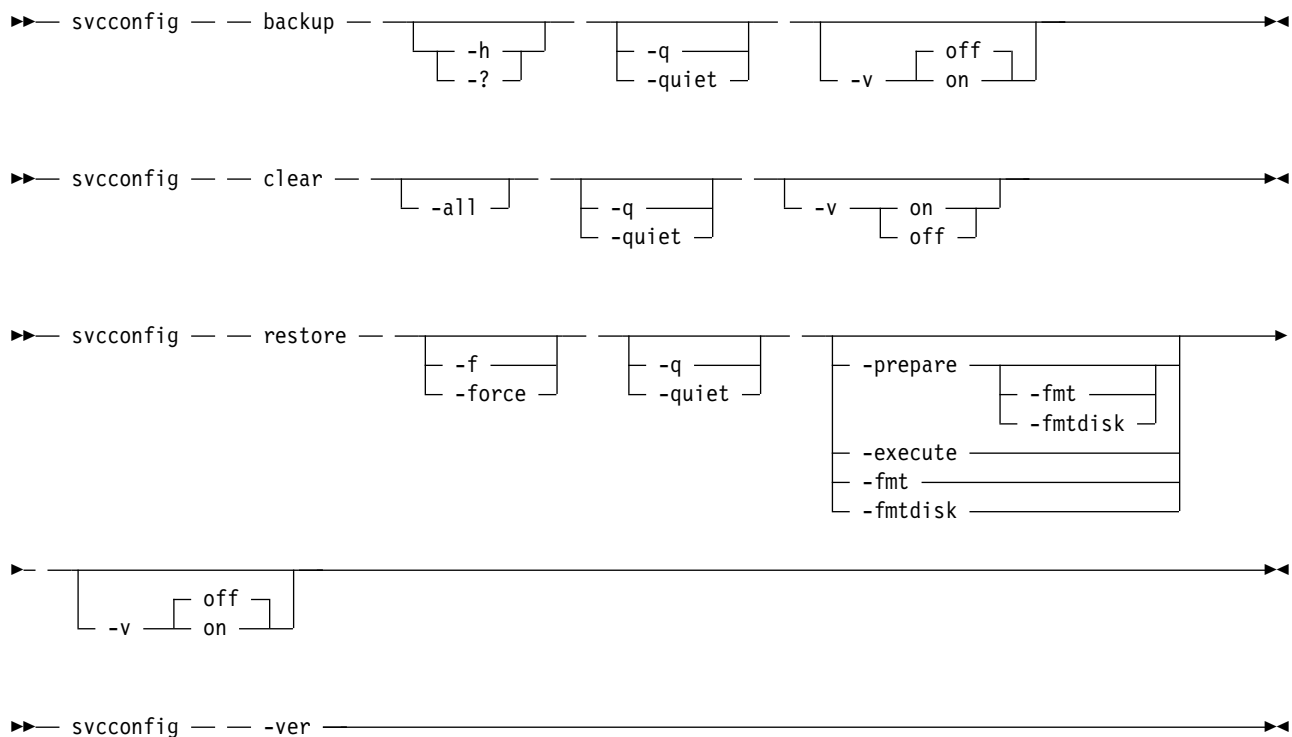 svcconfig backup
-h
-?
-q
-quiet
-v
off
on
svcconfig clear
-all
-q
-quiet
-v
on
off
svcconfig restore
-f
-force
-q
-quiet
-prepare
-fmt
-fmtdisk
-execute
-fmt
-fmtdisk
-v
off
on
svcconfig -ver